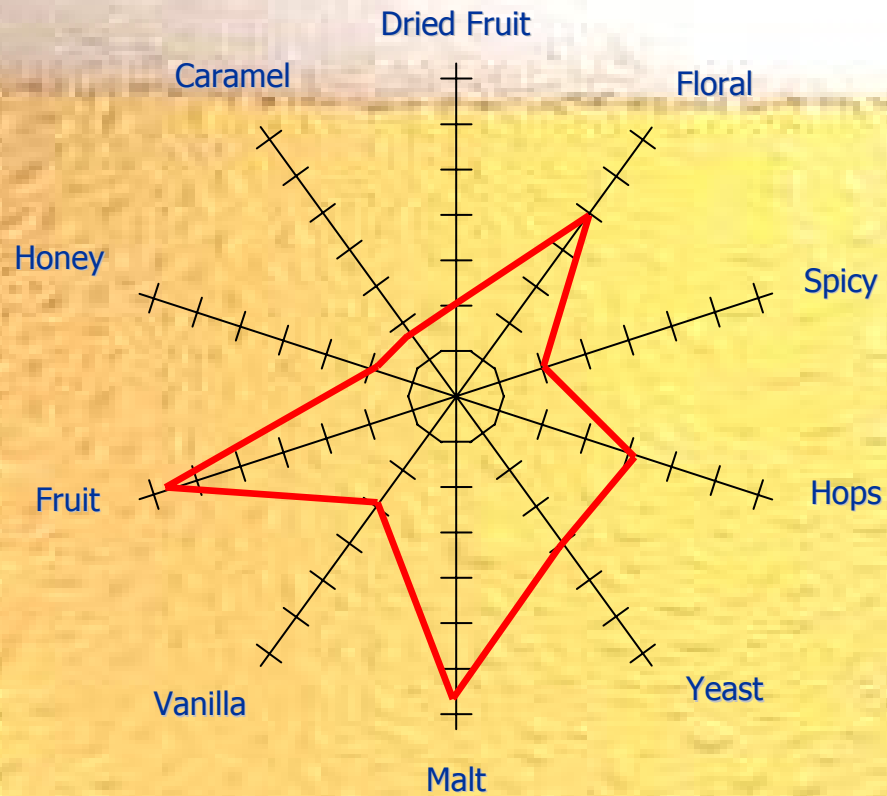 Dried Fruit
Caramel
Floral
Honey
Spicy
Fruit
Hops
Vanilla
Yeast
Malt